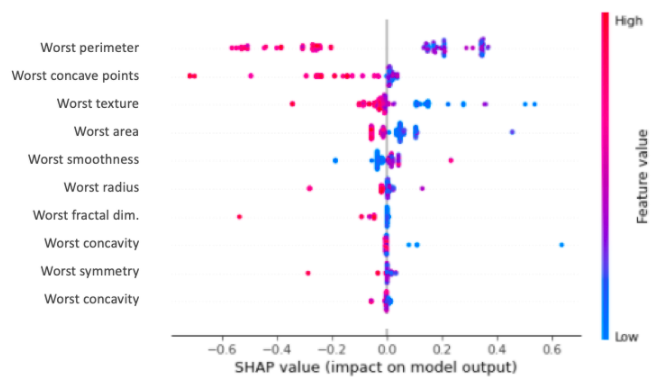 High
Worst perimeter
Worst concave points
Worst texture
Worst area
Worst smoothness
Worst radius
Worst fractal dim.
Worst concavity
Worst symmetry
Worst concavity
Feature value
Low
−0.6 −0.4 −0.2 0.0 0.2 0.4 0.6
SHAP value (impact on model output)